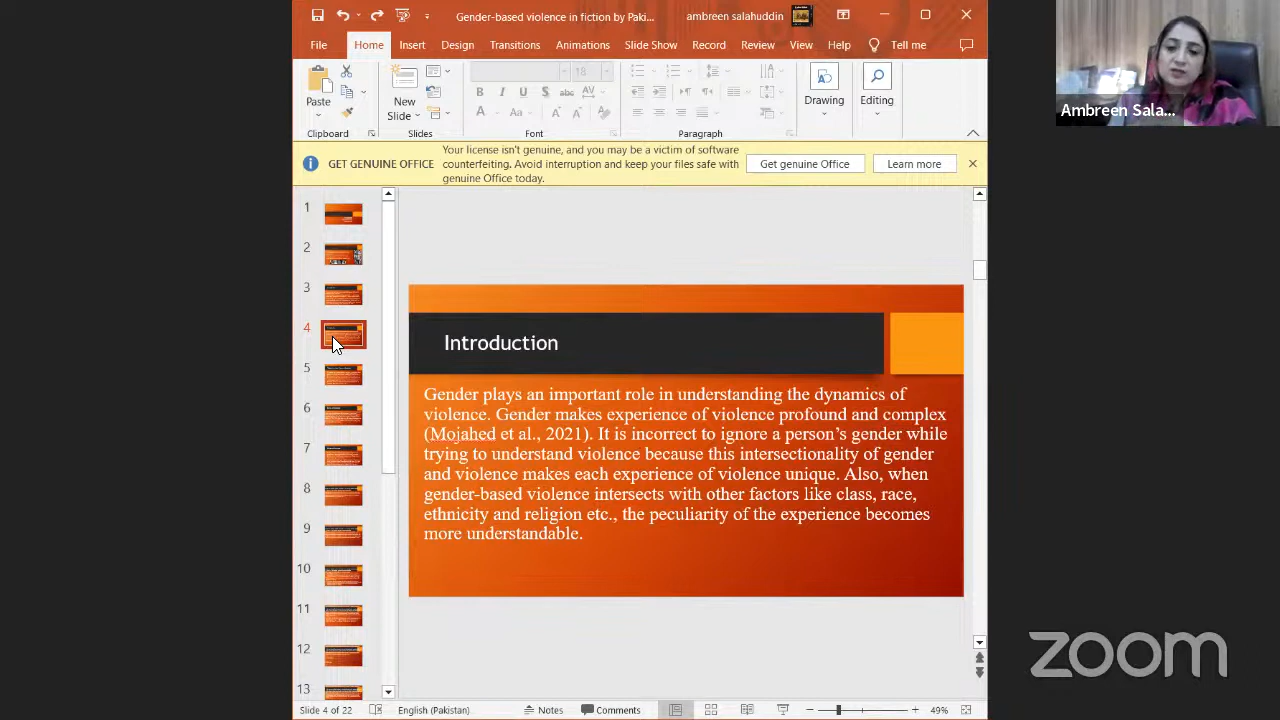 Gender-based violence in fiction by Paki...
ambreen salahuddin
File Home Insert Design Transitions Animations Slide Show Record Review View Help Tell me
Paste
New
Slide
18
B I U S abc AV
Aa A A A
Drawing
Editing
Clipboard Slides Font Paragraph
GET GENUINE OFFICE
Your license isn't genuine, and you may be a victim of software
counterfeiting. Avoid interruption and keep your files safe with
genuine Office today.
Get genuine Office
Learn more
1
2
3
4
5
6
7
8
9
10
11
12
13
Introduction
Gender plays an important role in understanding the dynamics of
violence. Gender makes experience of violence profound and complex
(Mojahed et al., 2021). It is incorrect to ignore a person's gender while
trying to understand violence because this intersectionality of gender
and violence makes each experience of violence unique. Also, when
gender-based violence intersects with other factors like class, race,
ethnicity and religion etc., the peculiarity of the experience becomes
more understandable.
Slide 4 of 22
English (Pakistan)
Notes
Comments
49%
Ambreen Sala...
zoom